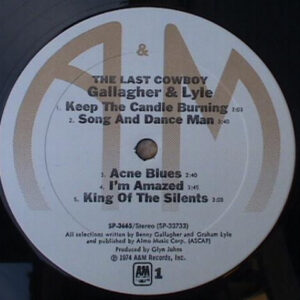 &
A M
THE LAST COWBOY
Gallagher & Lyle
1. Keep The Candle Burning 3:03
2. Song And Dance Man 3:40
3. Acne Blues 2:40
4. I'm Amazed 3:45
5. King Of The Silents 3:03
SP-3665/Stereo (SP-33733)
All selections written by Benny Gallagher and Graham Lyle
and published by Almo Music Corp. (ASCAP)
Produced by Glyn Johns
Ⓟ 1974 A&M Records, Inc.
A&M 1